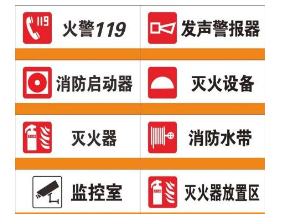 119 火警119
发声警报器
消防启动器
灭火设备
灭火器
消防水带
监控室
灭火器放置区